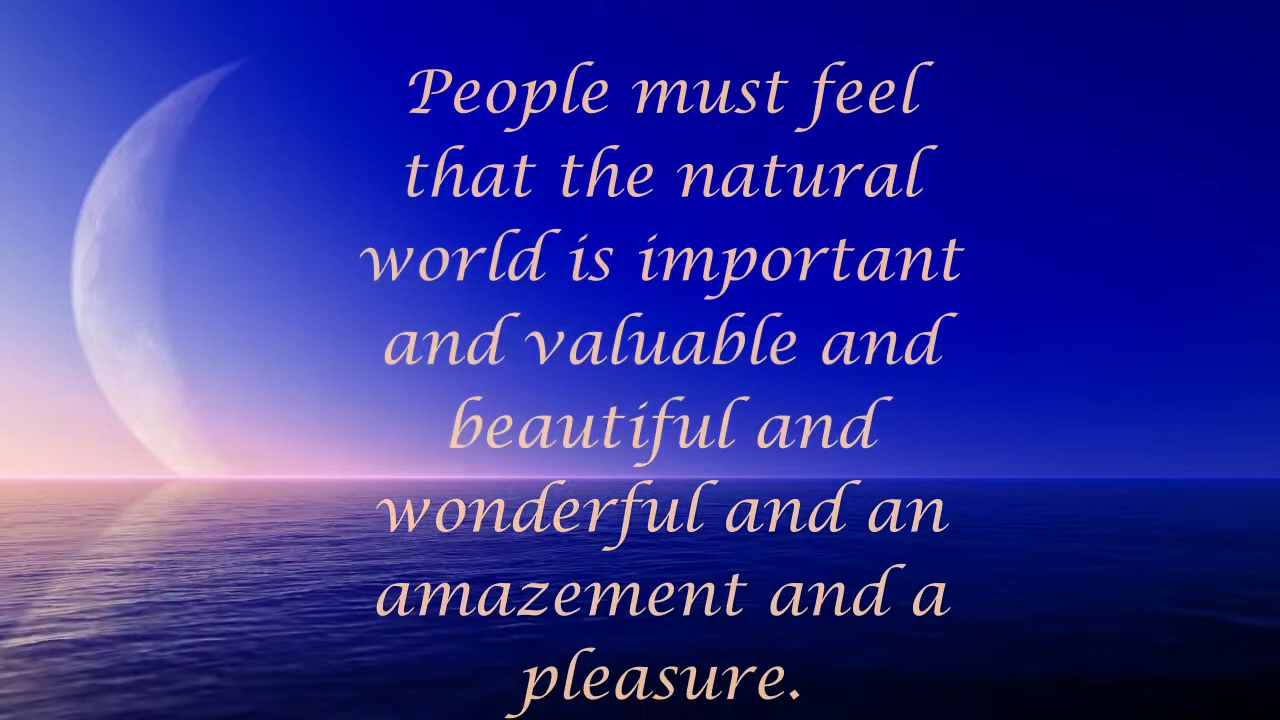 People must feel
that the natural
world is important
and valuable and
beautiful and
wonderful and an
amazement and a
pleasure.